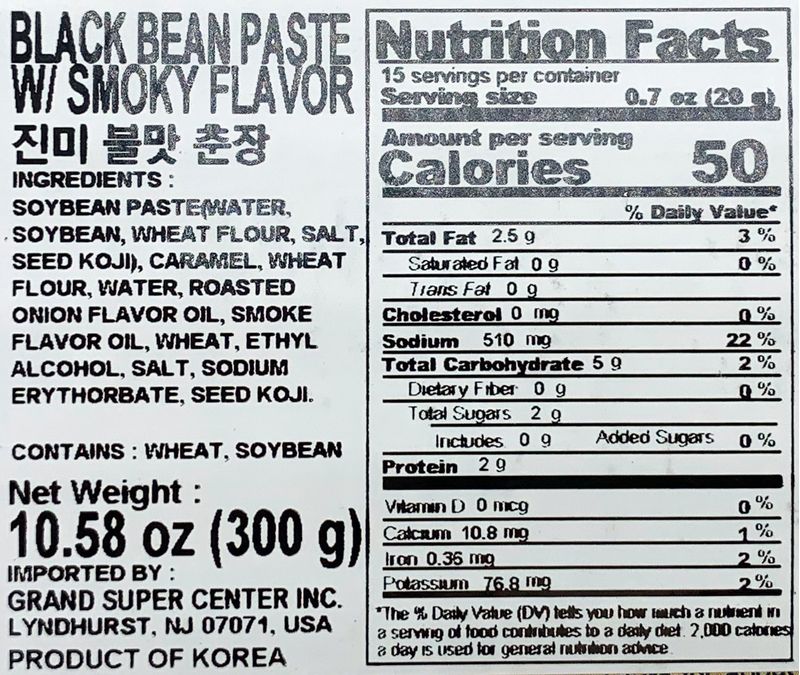 BLACK BEAN PASTE
W/ SMOKY FLAVOR
진미 불맛 춘장
INGREDIENTS :
SOYBEAN PASTE(WATER,
SOYBEAN, WHEAT FLOUR, SALT,
SEED KOJI), CARAMEL, WHEAT
FLOUR, WATER, ROASTED
ONION FLAVOR OIL, SMOKE
FLAVOR OIL, WHEAT, ETHYL
ALCOHOL, SALT, SODIUM
ERYTHORBATE, SEED KOJI.
CONTAINS : WHEAT, SOYBEAN
Net Weight :
10.58 oz (300 g)
IMPORTED BY :
GRAND SUPER CENTER INC.
LYNDHURST, NJ 07071, USA
PRODUCT OF KOREA
Nutrition Facts
15 servings per container
Serving size 0.7 oz (20 g)
Amount per serving
Calories 50
% Daily Value*
Total Fat 2.5 g 3 %
Saturated Fat 0 g 0 %
Trans Fat 0 g
Cholesterol 0 mg 0 %
Sodium 510 mg 22 %
Total Carbohydrate 5 g 2 %
Dietary Fiber 0 g 0 %
Total Sugars 2 g
Includes 0 g Added Sugars 0 %
Protein 2 g
Vitamin D 0 mcg 0 %
Calcium 10.8 mg 1 %
Iron 0.36 mg 2 %
Potassium 76.8 mg 2 %
*The % Daily Value (DV) tells you how much a nutrient in
a serving of food contributes to a daily diet. 2,000 calories
a day is used for general nutrition advice.